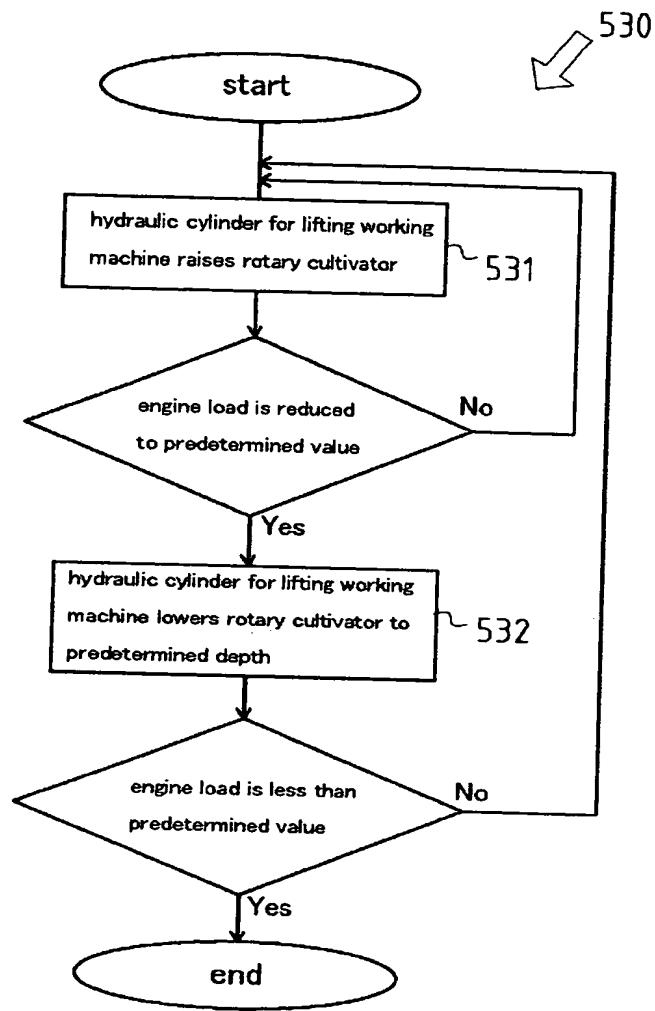 530
start
hydraulic cylinder for lifting working
machine raises rotary cultivator
531
engine load is reduced
to predetermined value
No
Yes
hydraulic cylinder for lifting working
machine lowers rotary cultivator to
predetermined depth
532
engine load is less than
predetermined value
No
Yes
end